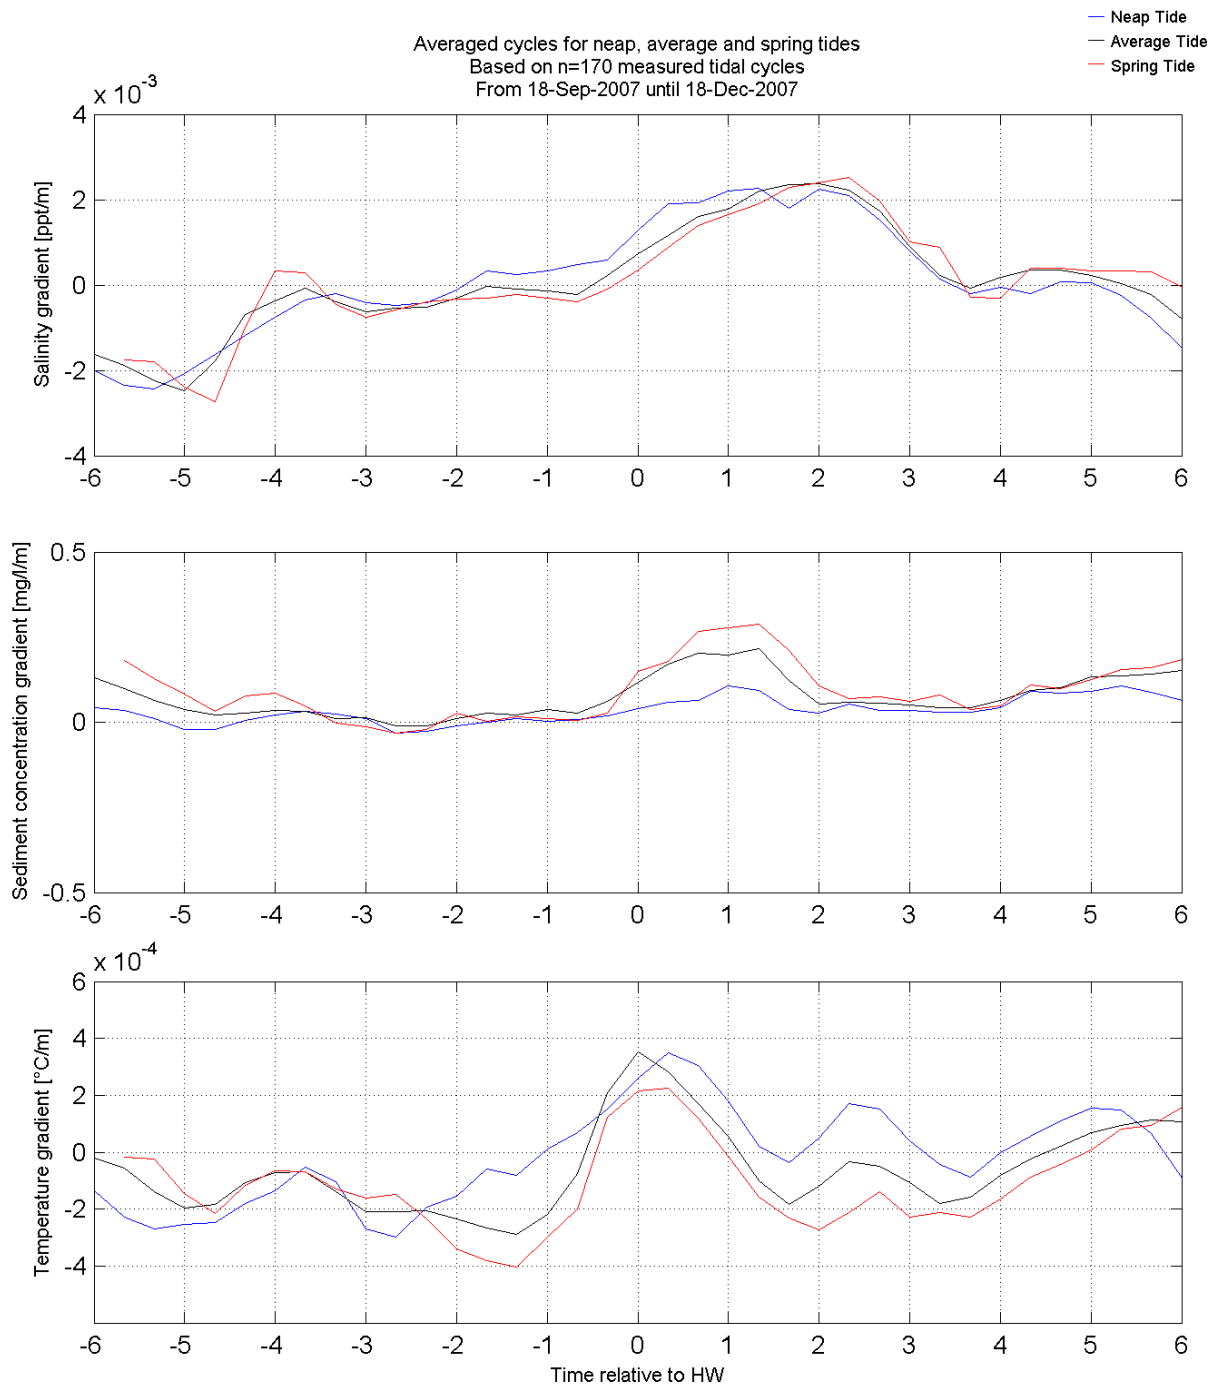 Neap Tide
Average Tide
Spring Tide
Averaged cycles for neap, average and spring tides
Based on n=170 measured tidal cycles
From 18-Sep-2007 until 18-Dec-2007
x 10^-3
Salinity gradient [ppt/m]
4
2
0
-2
-4
-6 -5 -4 -3 -2 -1 0 1 2 3 4 5 6
Sediment concentration gradient [mg/l/m]
0.5
0
-0.5
-6 -5 -4 -3 -2 -1 0 1 2 3 4 5 6
x 10^-4
Temperature gradient [°C/m]
6
4
2
0
-2
-4
-6 -5 -4 -3 -2 -1 0 1 2 3 4 5 6
Time relative to HW